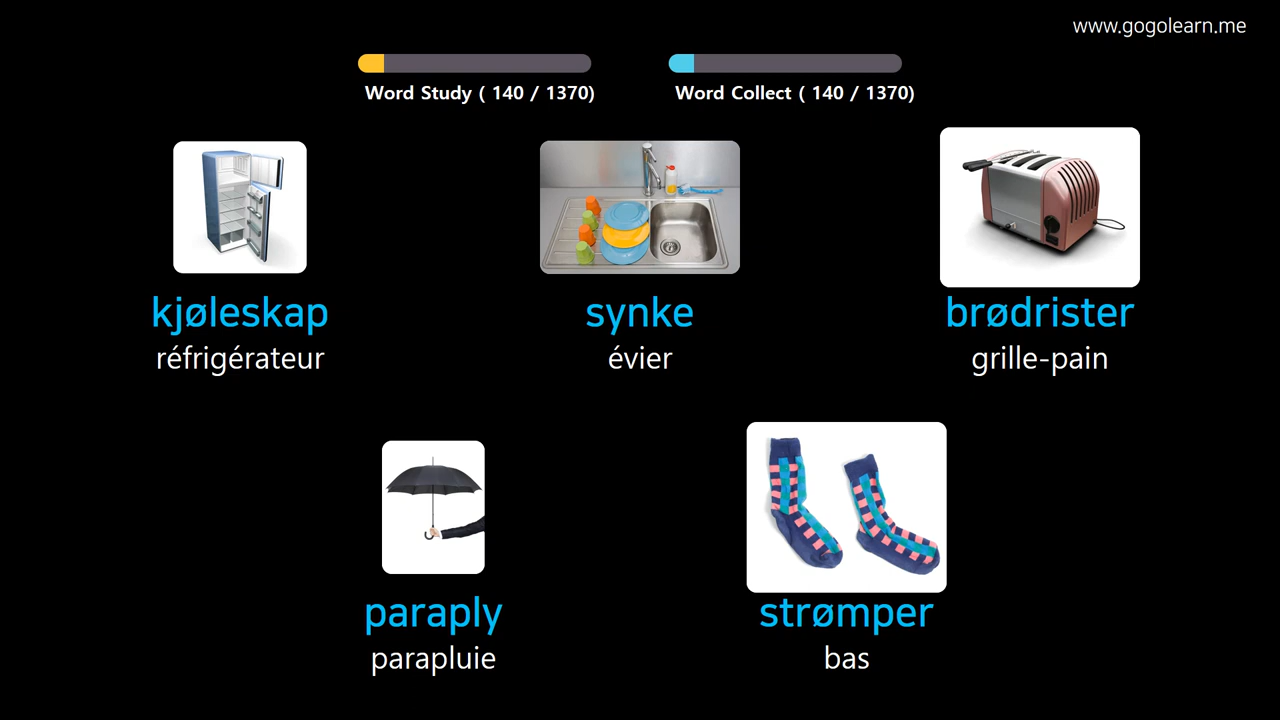 www.gogolearn.me
Word Study ( 140 / 1370)
Word Collect ( 140 / 1370)
kjøleskap
réfrigérateur
synke
évier
brødrister
grille-pain
paraply
parapluie
strømper
bas